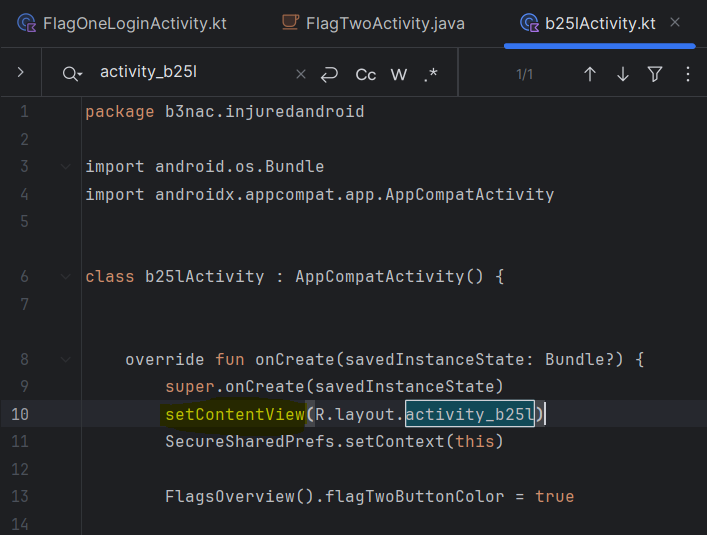 FlagOneLoginActivity.kt FlagTwoActivity.java b25lActivity.kt
activity_b25l Cc W .* 1/1
1 package b3nac.injuredandroid
2
3 import android.os.Bundle
4 import androidx.appcompat.app.AppCompatActivity
5
6 class b25lActivity : AppCompatActivity() {
7
8 override fun onCreate(savedInstanceState: Bundle?) {
9 super.onCreate(savedInstanceState)
10 setContentView(R.layout.activity_b25l)
11 SecureSharedPrefs.setContext(this)
12
13 FlagsOverview().flagTwoButtonColor = true
14